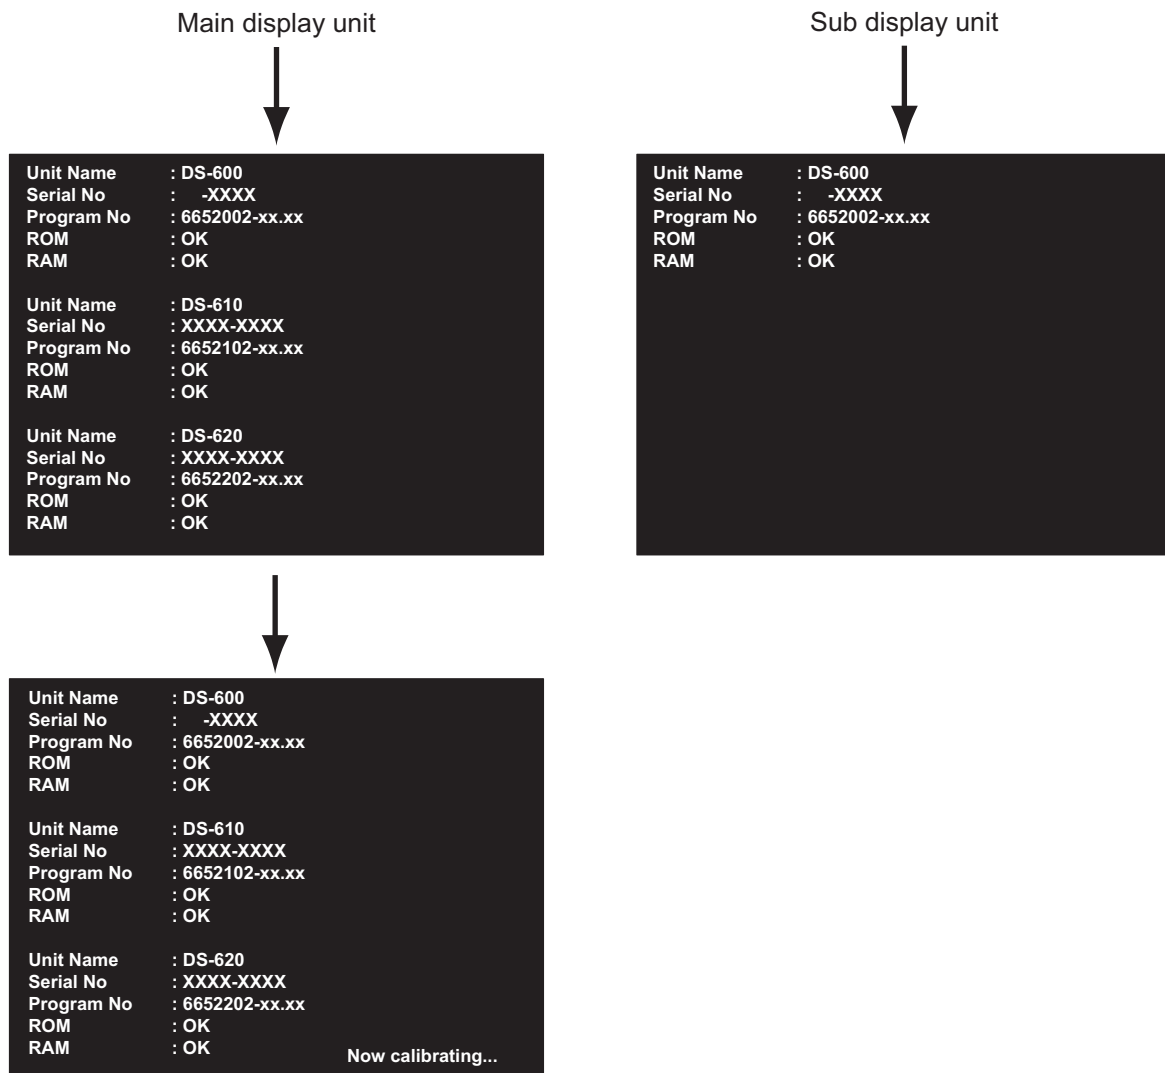 Main display unit
Unit Name : DS-600
Serial No : -XXXX
Program No : 6652002-xx.xx
ROM : OK
RAM : OK
Unit Name : DS-610
Serial No : XXXX-XXXX
Program No : 6652102-xx.xx
ROM : OK
RAM : OK
Unit Name : DS-620
Serial No : XXXX-XXXX
Program No : 6652202-xx.xx
ROM : OK
RAM : OK
Unit Name : DS-600
Serial No : -XXXX
Program No : 6652002-xx.xx
ROM : OK
RAM : OK
Unit Name : DS-610
Serial No : XXXX-XXXX
Program No : 6652102-xx.xx
ROM : OK
RAM : OK
Unit Name : DS-620
Serial No : XXXX-XXXX
Program No : 6652202-xx.xx
ROM : OK
RAM : OK
Now calibrating...
Sub display unit
Unit Name : DS-600
Serial No : -XXXX
Program No : 6652002-xx.xx
ROM : OK
RAM : OK